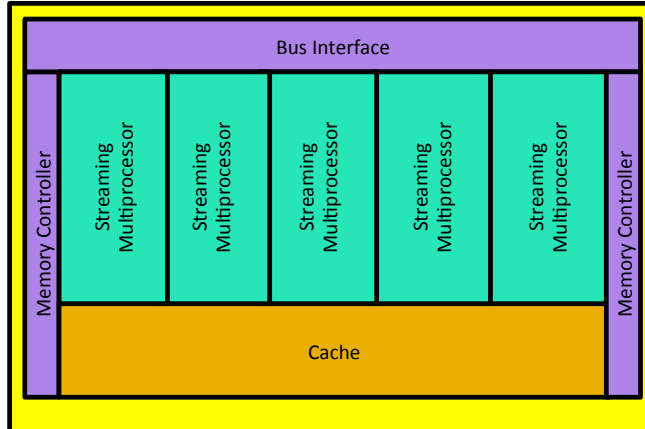 Bus Interface
Memory Controller
Streaming
Multiprocessor
Streaming
Multiprocessor
Streaming
Multiprocessor
Streaming
Multiprocessor
Streaming
Multiprocessor
Memory Controller
Cache